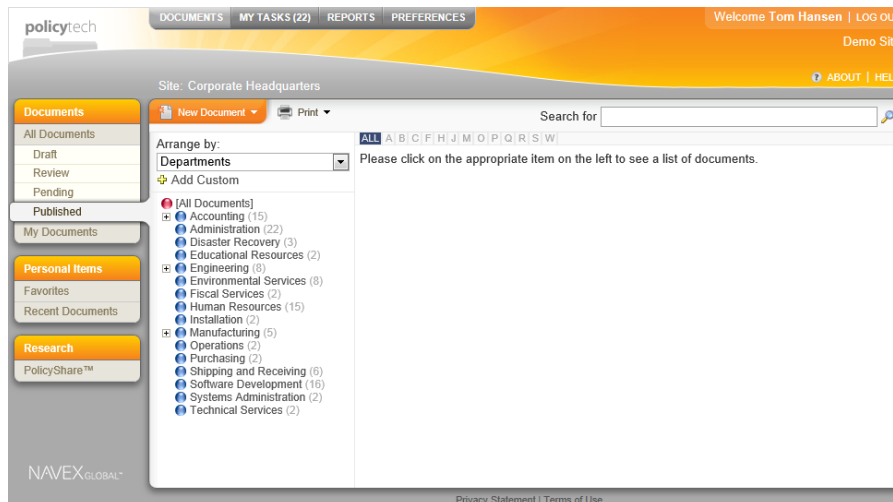 policytech
DOCUMENTS MY TASKS (22) REPORTS PREFERENCES
Welcome Tom Hansen | LOG OU
Demo Sit
ABOUT | HEL
Site: Corporate Headquarters
Documents
All Documents
Draft
Review
Pending
Published
My Documents
Personal Items
Favorites
Recent Documents
Research
PolicyShare™
NAVEX GLOBAL™
New Document Print
Search for
Arrange by:
Departments
Add Custom
[All Documents]
Accounting (15)
Administration (22)
Disaster Recovery (3)
Educational Resources (2)
Engineering (8)
Environmental Services (8)
Fiscal Services (2)
Human Resources (15)
Installation (2)
Manufacturing (5)
Operations (2)
Purchasing (2)
Shipping and Receiving (6)
Software Development (16)
Systems Administration (2)
Technical Services (2)
ALL A B C F H J M O P Q R S W
Please click on the appropriate item on the left to see a list of documents.
Privacy Statement | Terms of Use